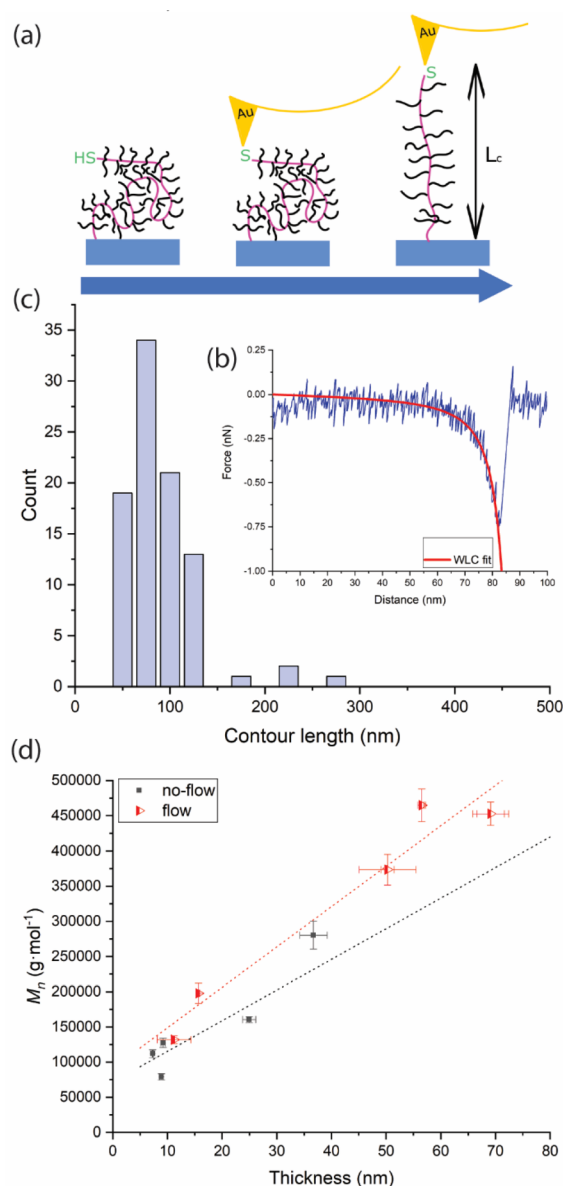 (a)
Au
S
HS
Au
S
Lc
(c)
35
30
25
20
15
10
5
0
Count
0 100 200 300 400 500
Contour length (nm)
(b)
0.25
0.00
-0.25
-0.50
-0.75
-1.00
Force (nN)
WLC fit
0 10 20 30 40 50 60 70 80 90 100
Distance (nm)
(d)
500000
450000
400000
350000
300000
250000
200000
150000
100000
50000
0
Mn (g·mol⁻¹)
no-flow
flow
0 10 20 30 40 50 60 70 80
Thickness (nm)